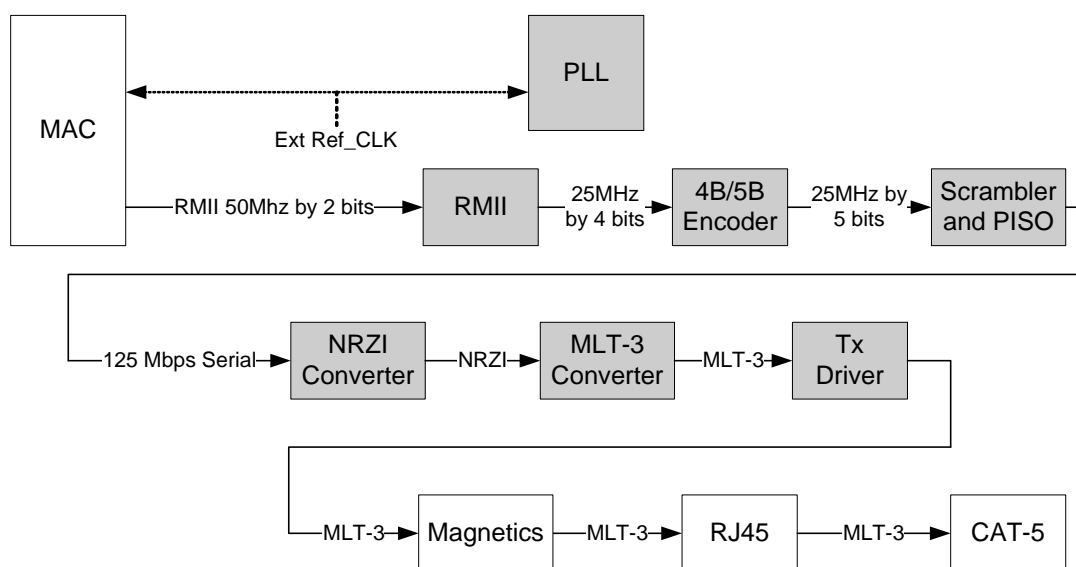 MAC
PLL
Ext Ref_CLK
RMII 50Mhz by 2 bits
RMII
25MHz
by 4 bits
4B/5B
Encoder
25MHz by
5 bits
Scrambler
and PISO
125 Mbps Serial
NRZI
Converter
NRZI
MLT-3
Converter
MLT-3
Tx
Driver
MLT-3
Magnetics
MLT-3
RJ45
MLT-3
CAT-5